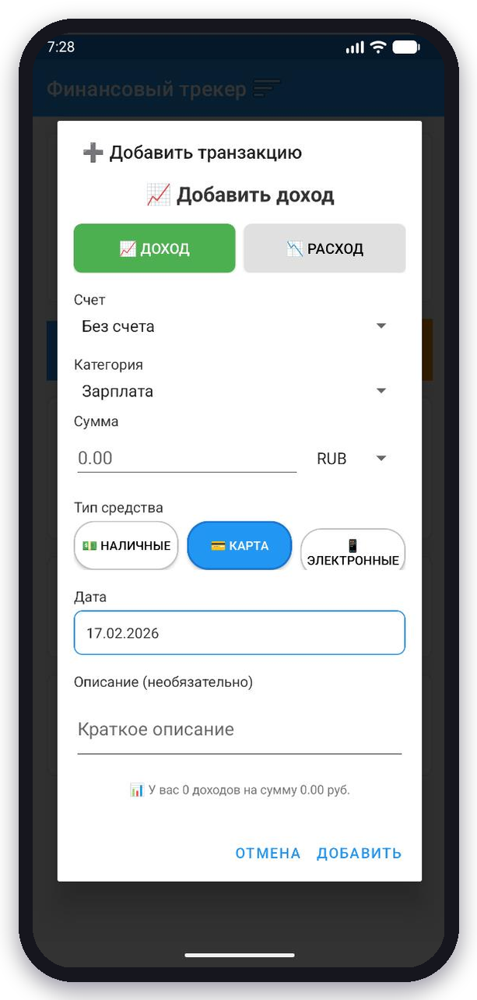 7:28
Финансовый трекер
➕ Добавить транзакцию
📈 Добавить доход
📈 ДОХОД
📉 РАСХОД
Счет
Без счета
Категория
Зарплата
Сумма
0.00
RUB
Тип средства
💵 НАЛИЧНЫЕ
💳 КАРТА
📱
ЭЛЕКТРОННЫЕ
Дата
17.02.2026
Описание (необязательно)
Краткое описание
📊 У вас 0 доходов на сумму 0.00 руб.
ОТМЕНА
ДОБАВИТЬ